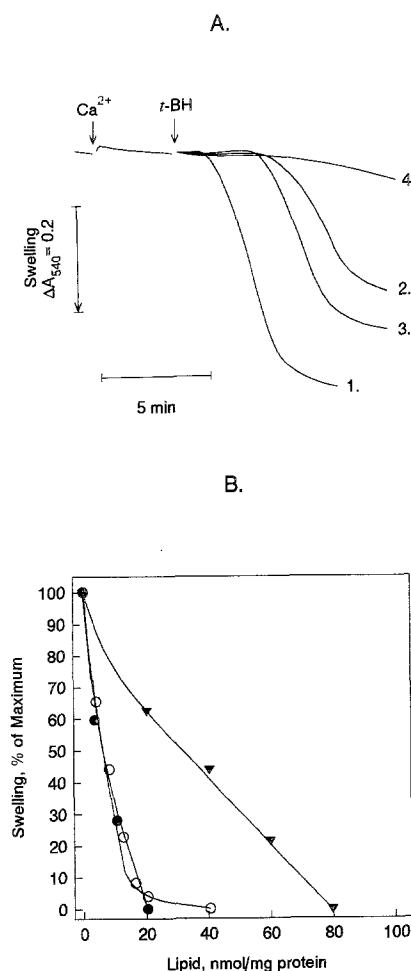 A.
Ca2+
t-BH
4.
Swelling
ΔA540= 0.2
2.
3.
1.
5 min
B.
Swelling, % of Maximum
100
90
80
70
60
50
40
30
20
10
0
0 20 40 60 80 100
Lipid, nmol/mg protein